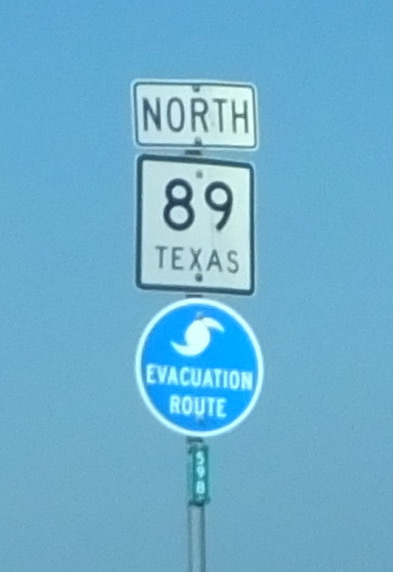 NORTH
89
TEXAS
EVACUATION
ROUTE
598